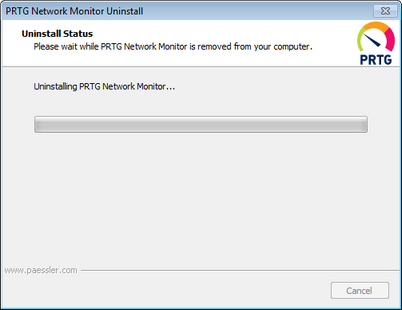 PRTG Network Monitor Uninstall
Uninstall Status
Please wait while PRTG Network Monitor is removed from your computer.
PRTG
Uninstalling PRTG Network Monitor...
www.paessler.com
Cancel